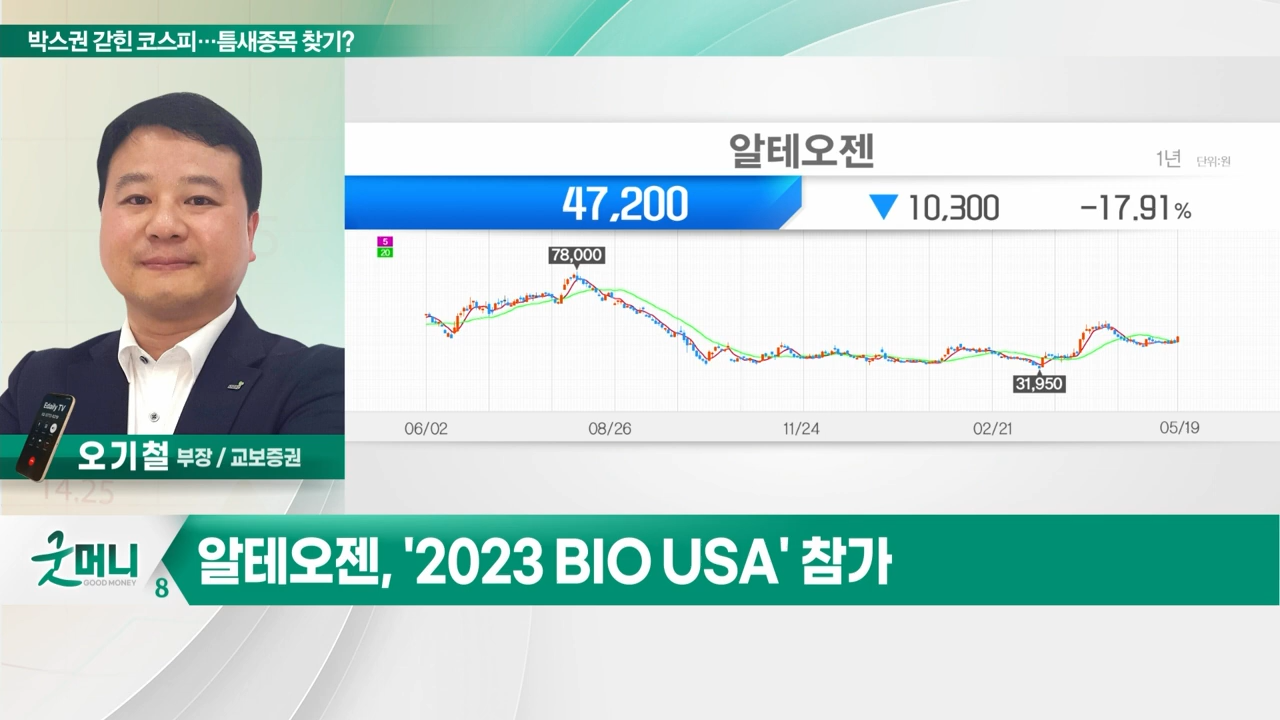 박스권 갇힌 코스피…틈새종목 찾기?
알테오젠
1년 단위:원
47,200 ▼ 10,300 -17.91%
5
20
78,000
31,950
06/02 08/26 11/24 02/21 05/19
Edaily TV
오기철 부장 / 교보증권
14.25
굿머니
GOOD MONEY
8
알테오젠, '2023 BIO USA' 참가